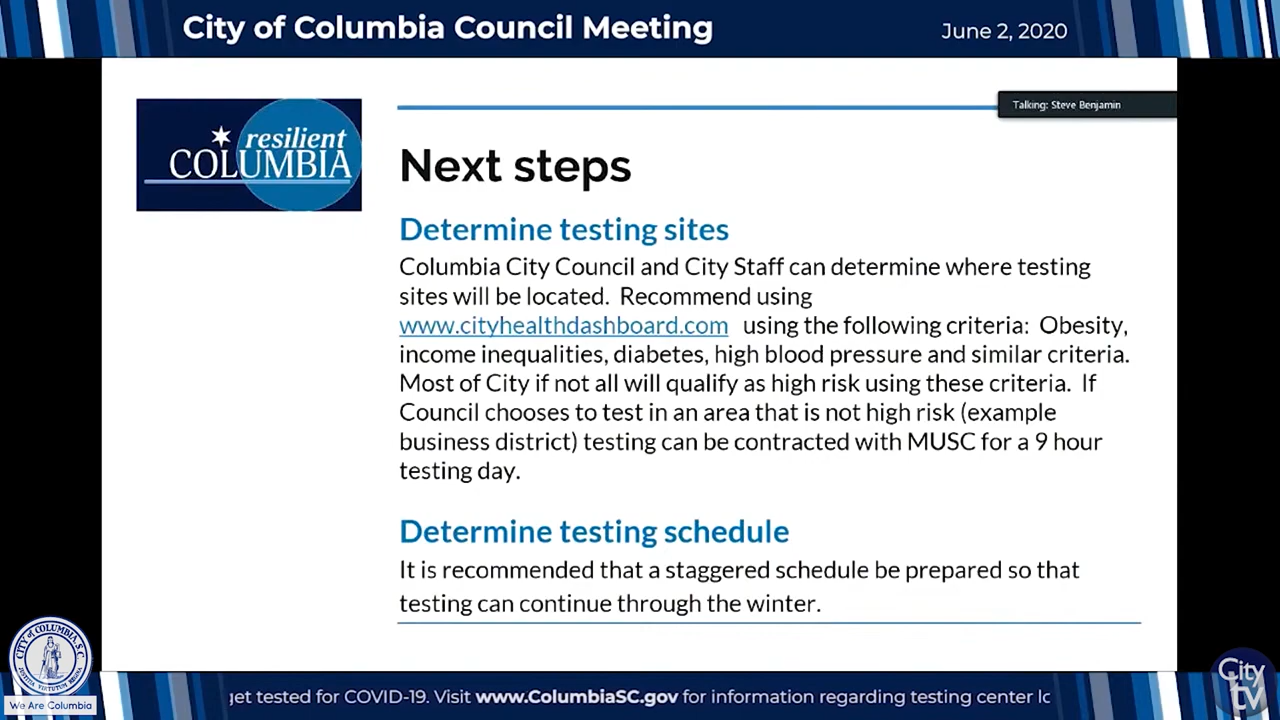 City of Columbia Council Meeting
June 2, 2020
Talking: Steve Benjamin
resilient
COLUMBIA
Next steps
Determine testing sites
Columbia City Council and City Staff can determine where testing
sites will be located. Recommend using
www.cityhealthdashboard.com using the following criteria: Obesity,
income inequalities, diabetes, high blood pressure and similar criteria.
Most of City if not all will qualify as high risk using these criteria. If
Council chooses to test in an area that is not high risk (example
business district) testing can be contracted with MUSC for a 9 hour
testing day.
Determine testing schedule
It is recommended that a staggered schedule be prepared so that
testing can continue through the winter.
CITY OF COLUMBIA, S.C.
We Are Columbia
get tested for COVID-19. Visit www.ColumbiaSC.gov for information regarding testing center lo
City
tv